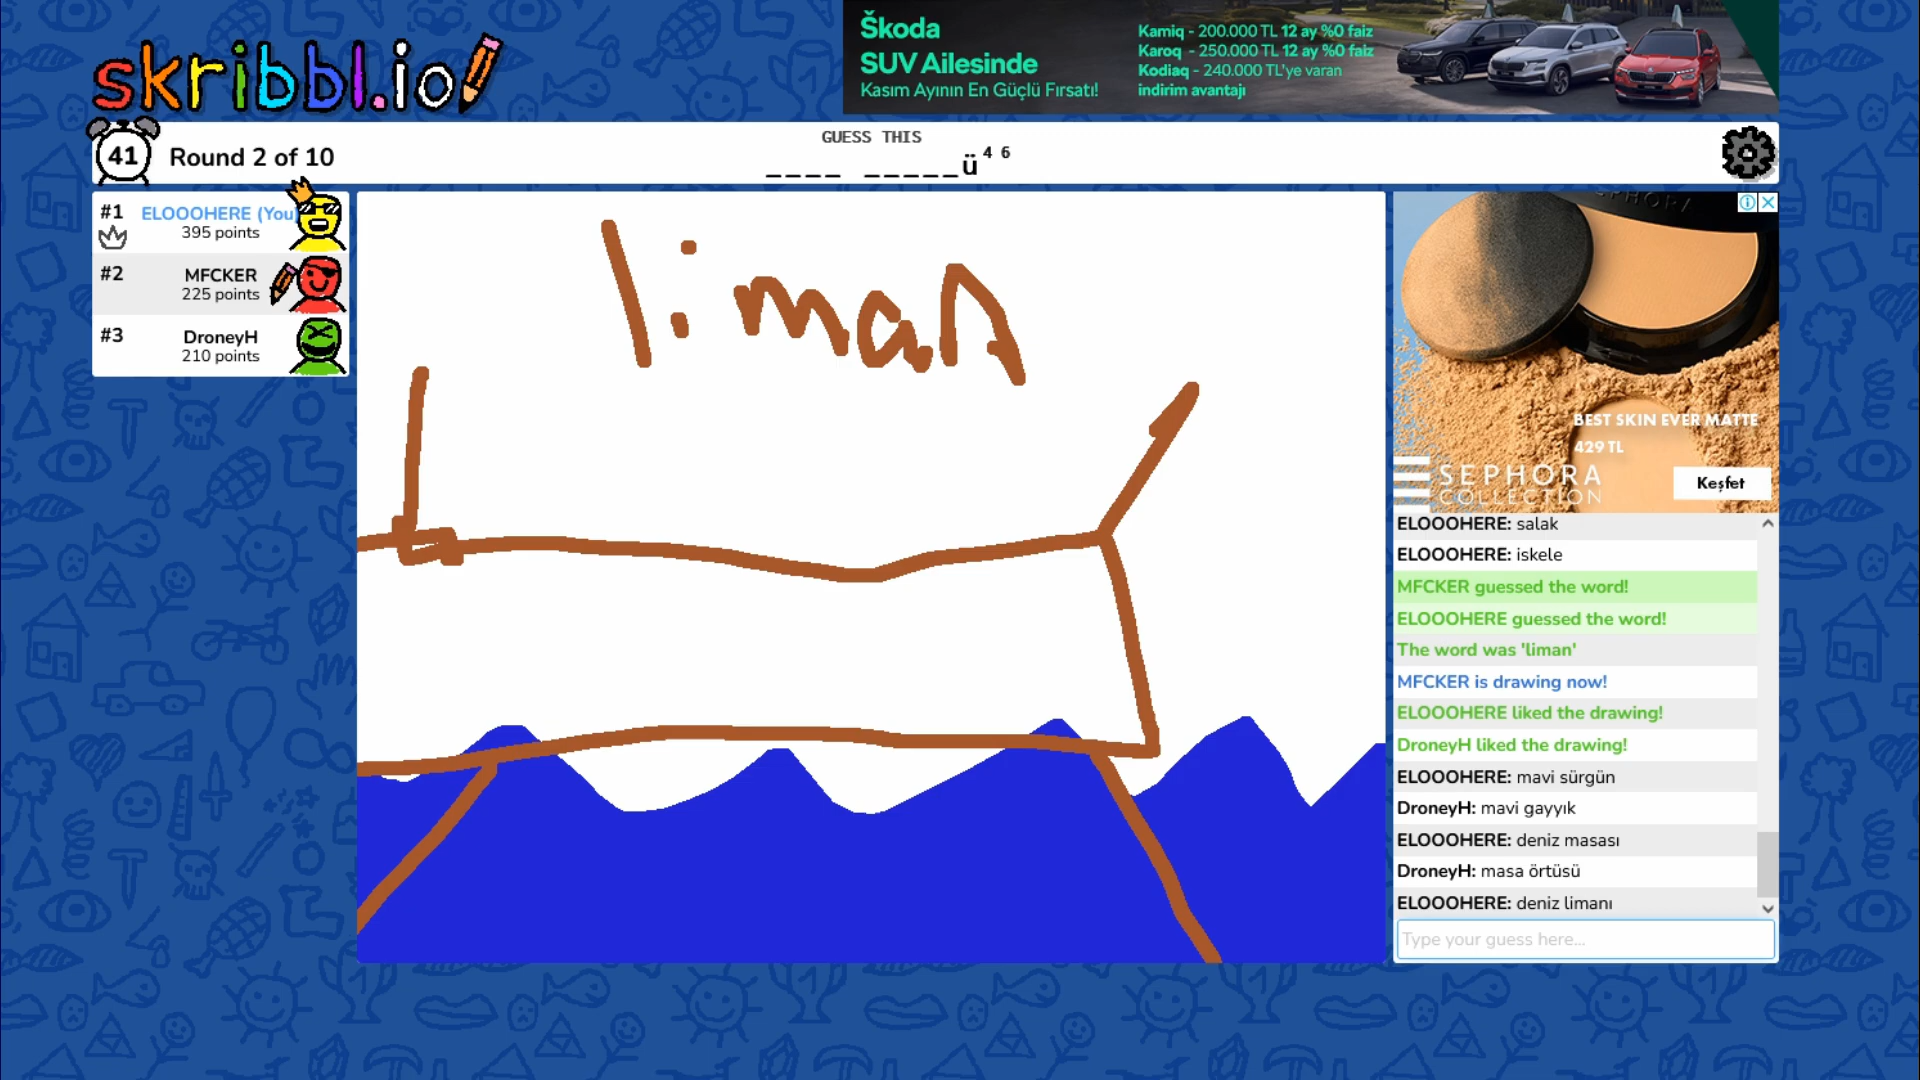 Škoda
SUV Ailesinde
Kasım Ayının En Güçlü Fırsatı!
Kamiq - 200.000 TL 12 ay %0 faiz
Karoq - 250.000 TL 12 ay %0 faiz
Kodiaq - 240.000 TL'ye varan
indirim avantajı
skribbl.io
41
Round 2 of 10
GUESS THIS
____ _____ü 4 6
#1
ELOOOHERE (You)
395 points
#2
MFCKER
225 points
#3
DroneyH
210 points
liman
BEST SKIN EVER MATTE
429 TL
SEPHORA
COLLECTION
Keşfet
ELOOOHERE: salak
ELOOOHERE: iskele
MFCKER guessed the word!
ELOOOHERE guessed the word!
The word was 'liman'
MFCKER is drawing now!
ELOOOHERE liked the drawing!
DroneyH liked the drawing!
ELOOOHERE: mavi sürgün
DroneyH: mavi gayyık
ELOOOHERE: deniz masası
DroneyH: masa örtüsü
ELOOOHERE: deniz limanı
Type your guess here...